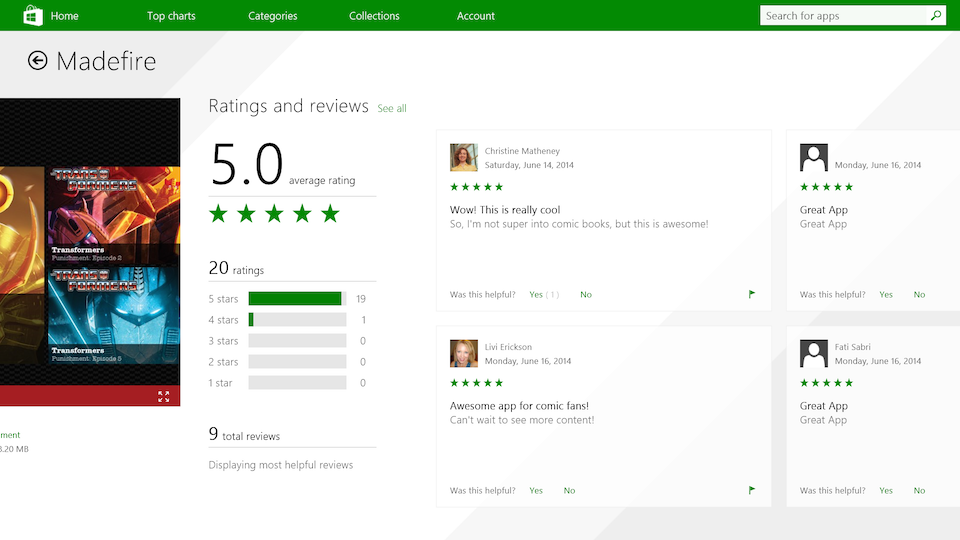 Home
Top charts
Categories
Collections
Account
Search for apps
Madefire
TRANSFORMERS
Transformers
Punishment: Episode 2
TRANSFORMERS
Transformers
Punishment: Episode 5
ment
3.20 MB
Ratings and reviews See all
5.0 average rating
20 ratings
5 stars 19
4 stars 1
3 stars 0
2 stars 0
1 star 0
9 total reviews
Displaying most helpful reviews
Christine Matheney
Saturday, June 14, 2014
Wow! This is really cool
So, I'm not super into comic books, but this is awesome!
Was this helpful? Yes ( 1 ) No
Monday, June 16, 2014
Great App
Great App
Was this helpful? Yes No
Livi Erickson
Monday, June 16, 2014
Awesome app for comic fans!
Can't wait to see more content!
Was this helpful? Yes No
Fati Sabri
Monday, June 16, 2014
Great App
Great App
Was this helpful? Yes No